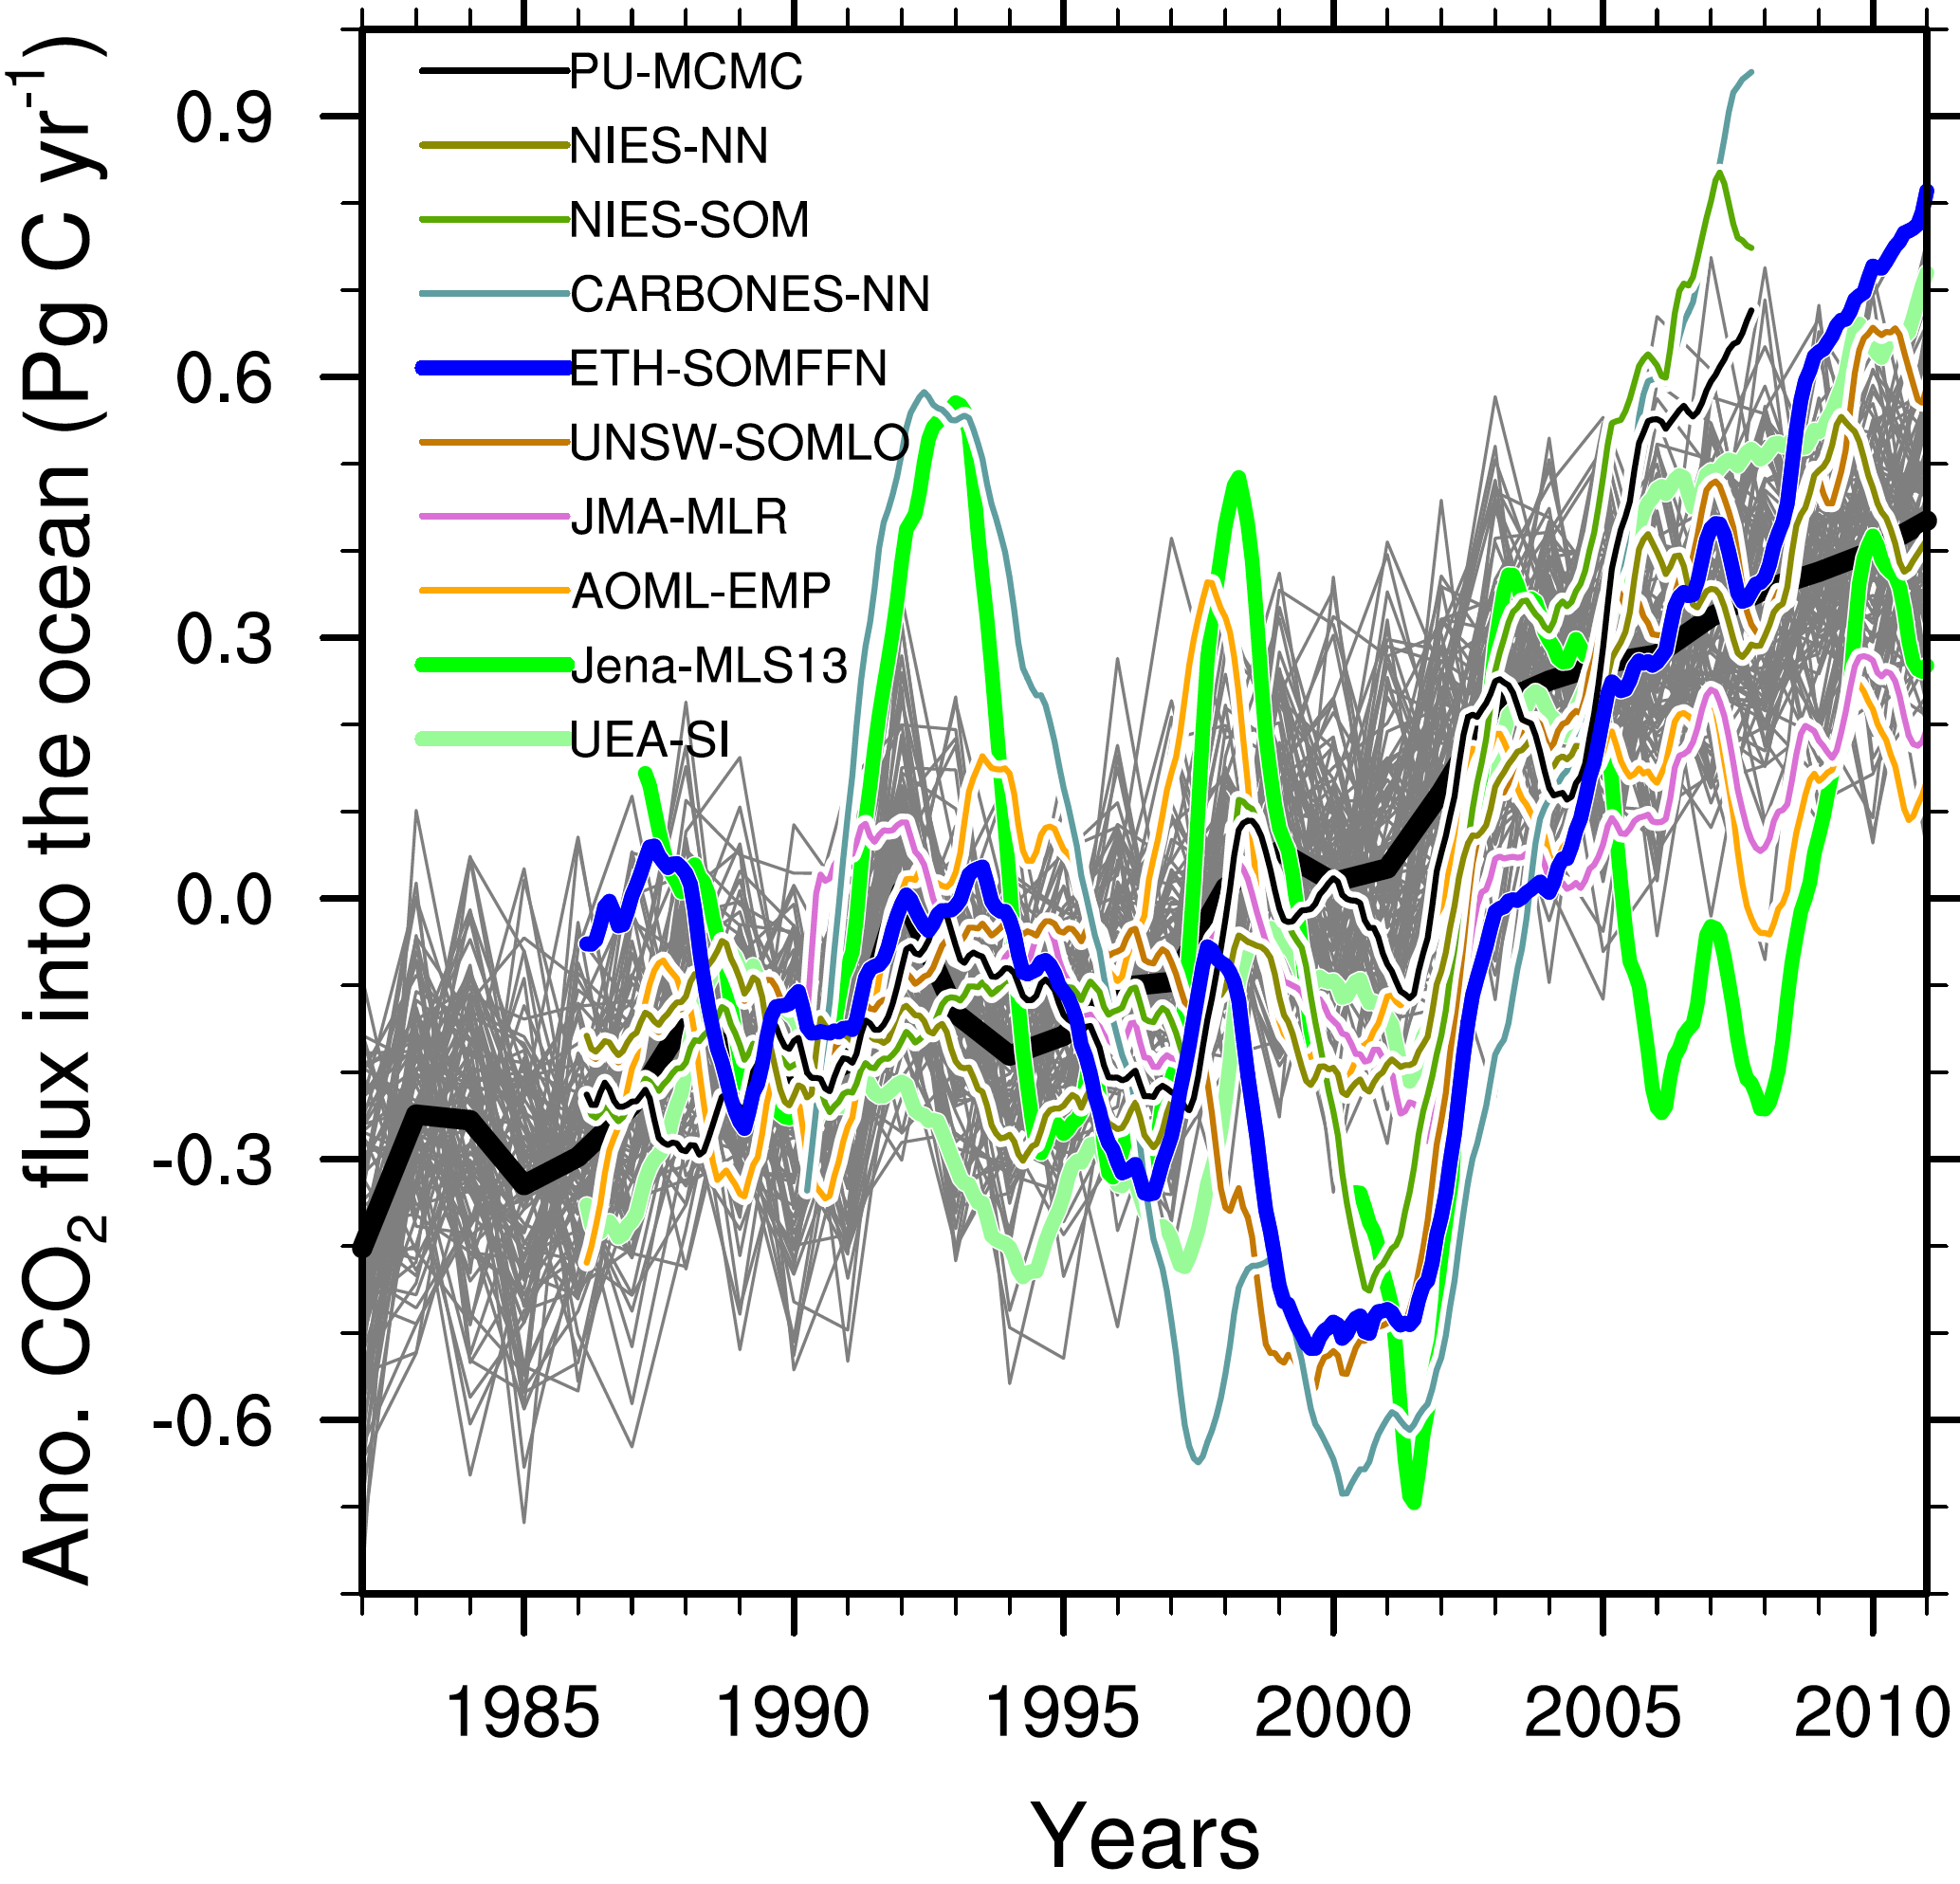 Ano. CO2 flux into the ocean (Pg C yr-1)
0.9
0.6
0.3
0.0
-0.3
-0.6
PU-MCMC
NIES-NN
NIES-SOM
CARBONES-NN
ETH-SOMFFN
UNSW-SOMLO
JMA-MLR
AOML-EMP
Jena-MLS13
UEA-SI
1985 1990 1995 2000 2005 2010
Years